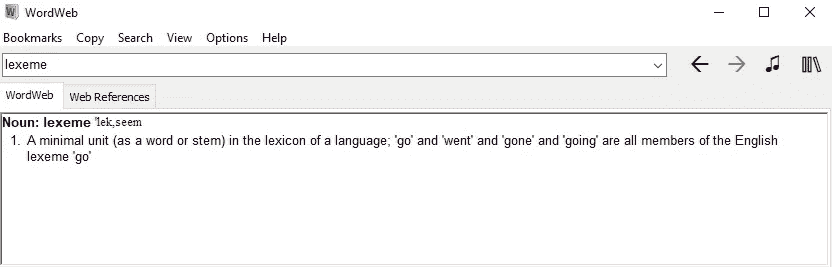 WordWeb
Bookmarks Copy Search View Options Help
lexeme
WordWeb Web References
Noun: lexeme 'lek,seem
1. A minimal unit (as a word or stem) in the lexicon of a language; 'go' and 'went' and 'gone' and 'going' are all members of the English
lexeme 'go'